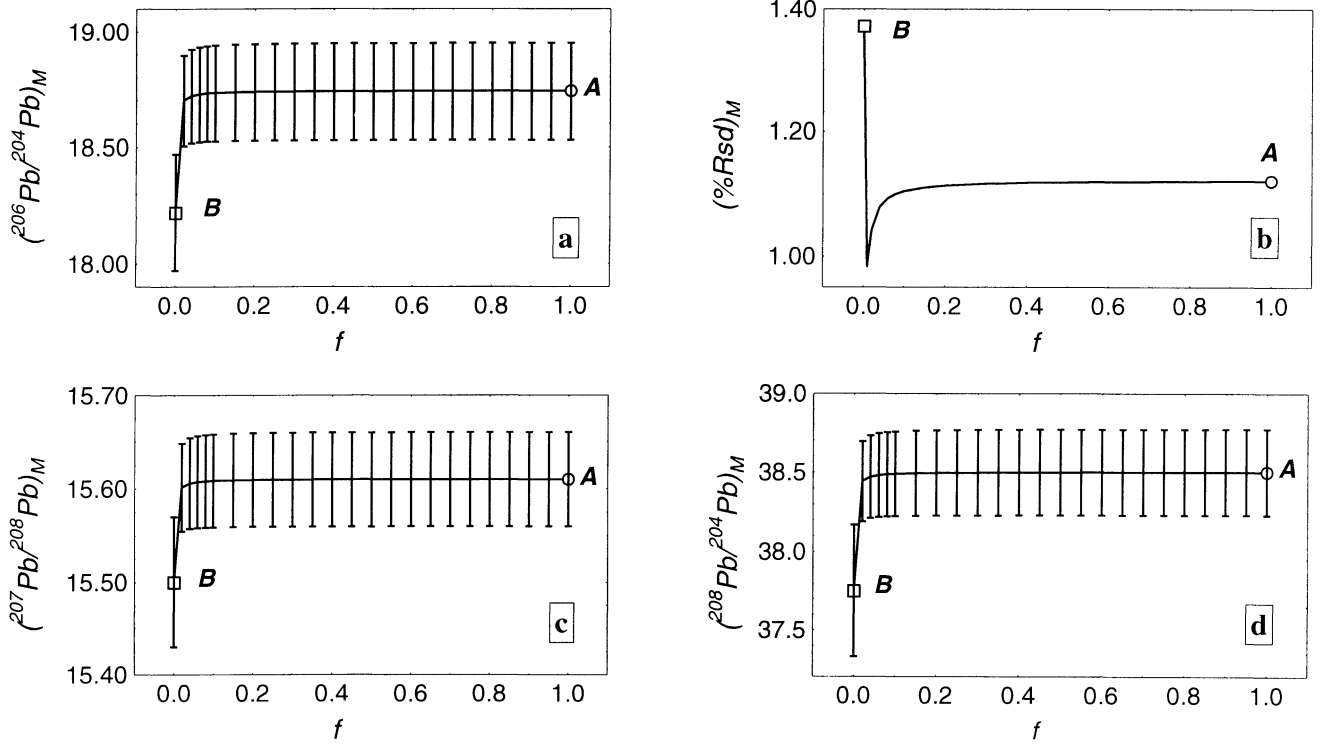 (²⁰⁶Pb/²⁰⁴Pb)M
19.00
18.50
18.00
A
B
a
0.0 0.2 0.4 0.6 0.8 1.0
f
(%Rsd)M
1.40
1.20
1.00
B
A
b
0.0 0.2 0.4 0.6 0.8 1.0
f
(²⁰⁷Pb/²⁰⁸Pb)M
15.70
15.60
15.50
15.40
A
B
c
0.0 0.2 0.4 0.6 0.8 1.0
f
(²⁰⁸Pb/²⁰⁴Pb)M
39.0
38.5
38.0
37.5
A
B
d
0.0 0.2 0.4 0.6 0.8 1.0
f